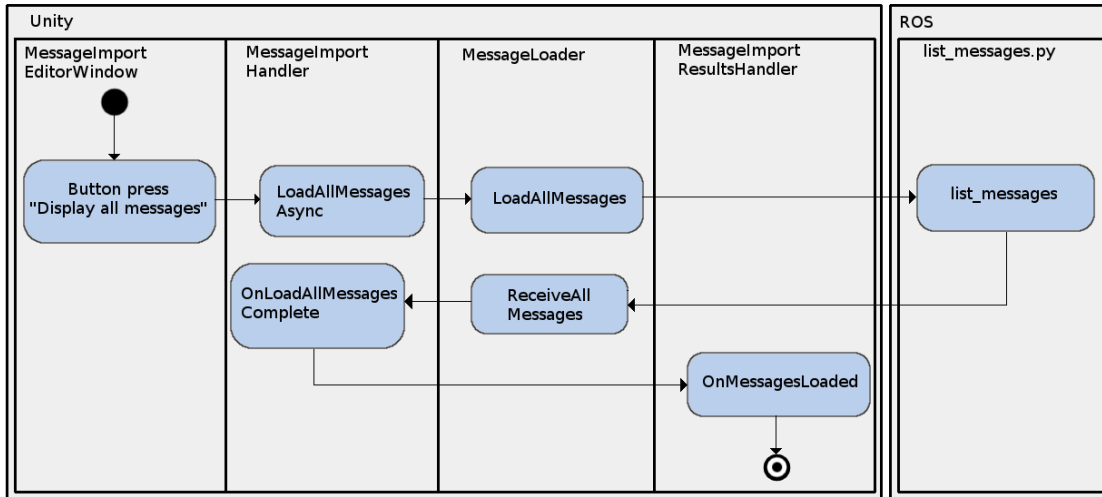 Unity
ROS
MessageImport
EditorWindow
MessageImport
Handler
MessageLoader
MessageImport
ResultsHandler
list_messages.py
Button press
"Display all messages"
LoadAllMessages
Async
LoadAllMessages
list_messages
OnLoadAllMessages
Complete
ReceiveAll
Messages
OnMessagesLoaded